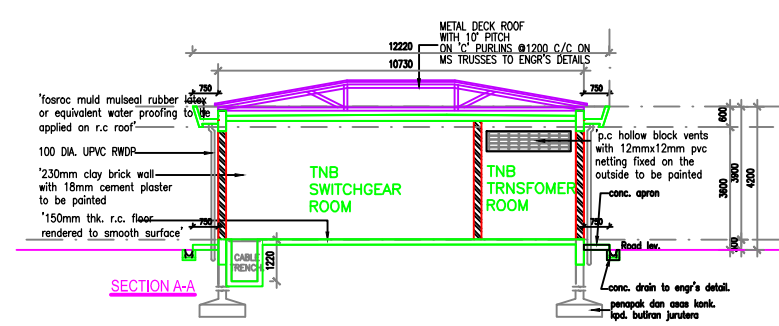 METAL DECK ROOF
WITH 10° PITCH
ON 'C' PURLINS @1200 C/C ON
MS TRUSSES TO ENGR'S DETAILS
12220
10730
750
750
'fosroc muld mulseal rubber latex
or equivalent water proofing to be
applied on r.c roof'
100 DIA. UPVC RWDP
'230mm clay brick wall
with 18mm cement plaster
to be painted
'150mm thk. r.c. floor
rendered to smooth surface'
750
TNB
SWITCHGEAR
ROOM
TNB
TRNSFOMER
ROOM
'p.c hollow block vents
with 12mmx12mm pvc
netting fixed on the
outside to be painted
conc. apron
750
600
3600
3900
4200
Road lev.
CABLE
TRENCH
1220
SECTION A-A
conc. drain to engr's detail.
penapak dan asas konk.
kpd. butiran jurutera